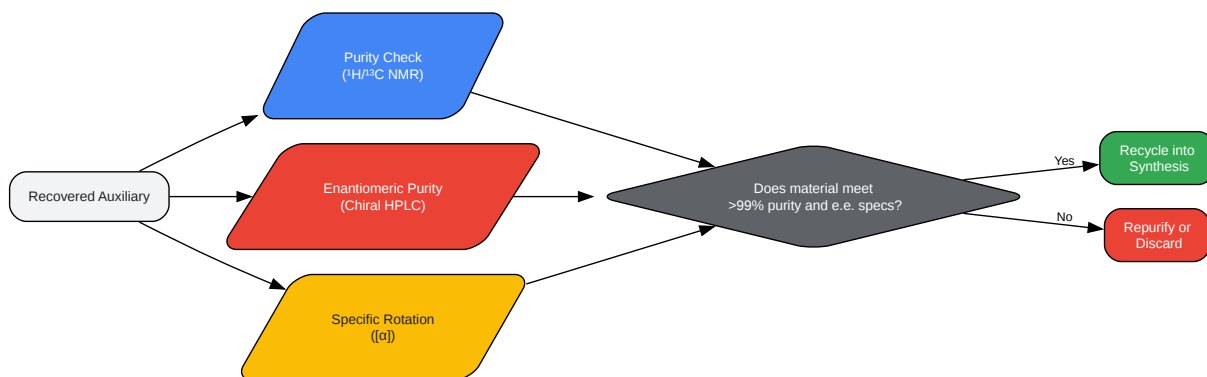 Recovered Auxiliary
Purity Check
(¹H/¹³C NMR)
Enantiomeric Purity
(Chiral HPLC)
Specific Rotation
([α])
Does material meet
>99% purity and e.e. specs?
Yes
No
Recycle into
Synthesis
Repurify or
Discard